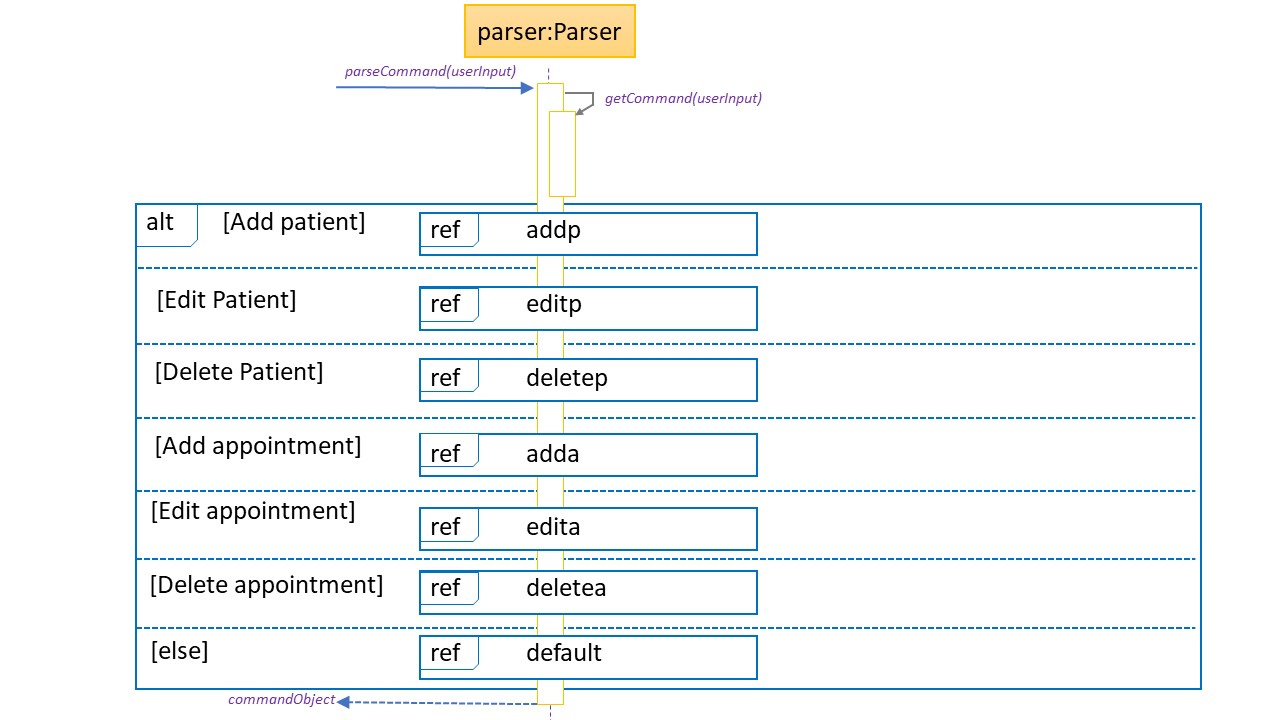 parser:Parser
parseCommand(userInput)
getCommand(userInput)
alt [Add patient] ref addp
[Edit Patient] ref editp
[Delete Patient] ref deletep
[Add appointment] ref adda
[Edit appointment] ref edita
[Delete appointment] ref deletea
[else] ref default
commandObject